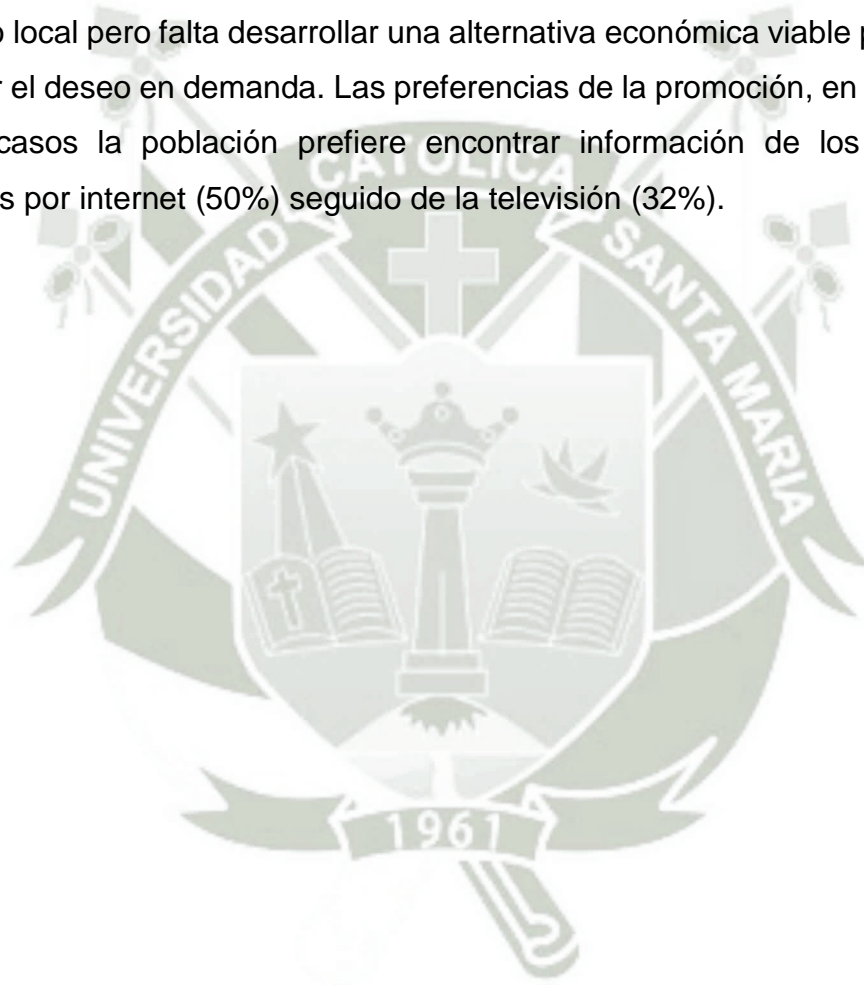 local pero falta desarrollar una alternativa económica viable
el deseo en demanda. Las preferencias de la promoción, en
casos la población prefiere encontrar información de los
por internet (50%) seguido de la televisión (32%).
UNIVERSIDAD CATOLICA SANTA MARIA
1961